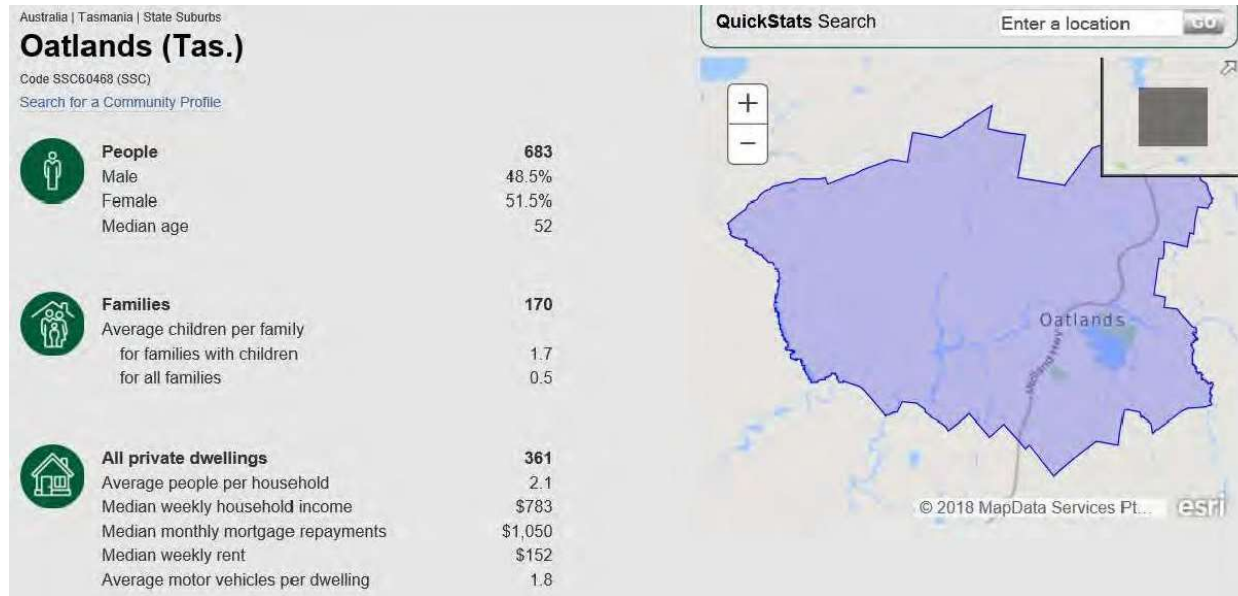 Australia | Tasmania | State Suburbs
Oatlands (Tas.)
Code SSC60468 (SSC)
Search for a Community Profile
People 683
Male 48.5%
Female 51.5%
Median age 52
Families 170
Average children per family
for families with children 1.7
for all families 0.5
All private dwellings 361
Average people per household 2.1
Median weekly household income $783
Median monthly mortgage repayments $1,050
Median weekly rent $152
Average motor vehicles per dwelling 1.8
QuickStats Search Enter a location GO
+
−
Oatlands
Midland Hwy
© 2018 MapData Services Pt... esri